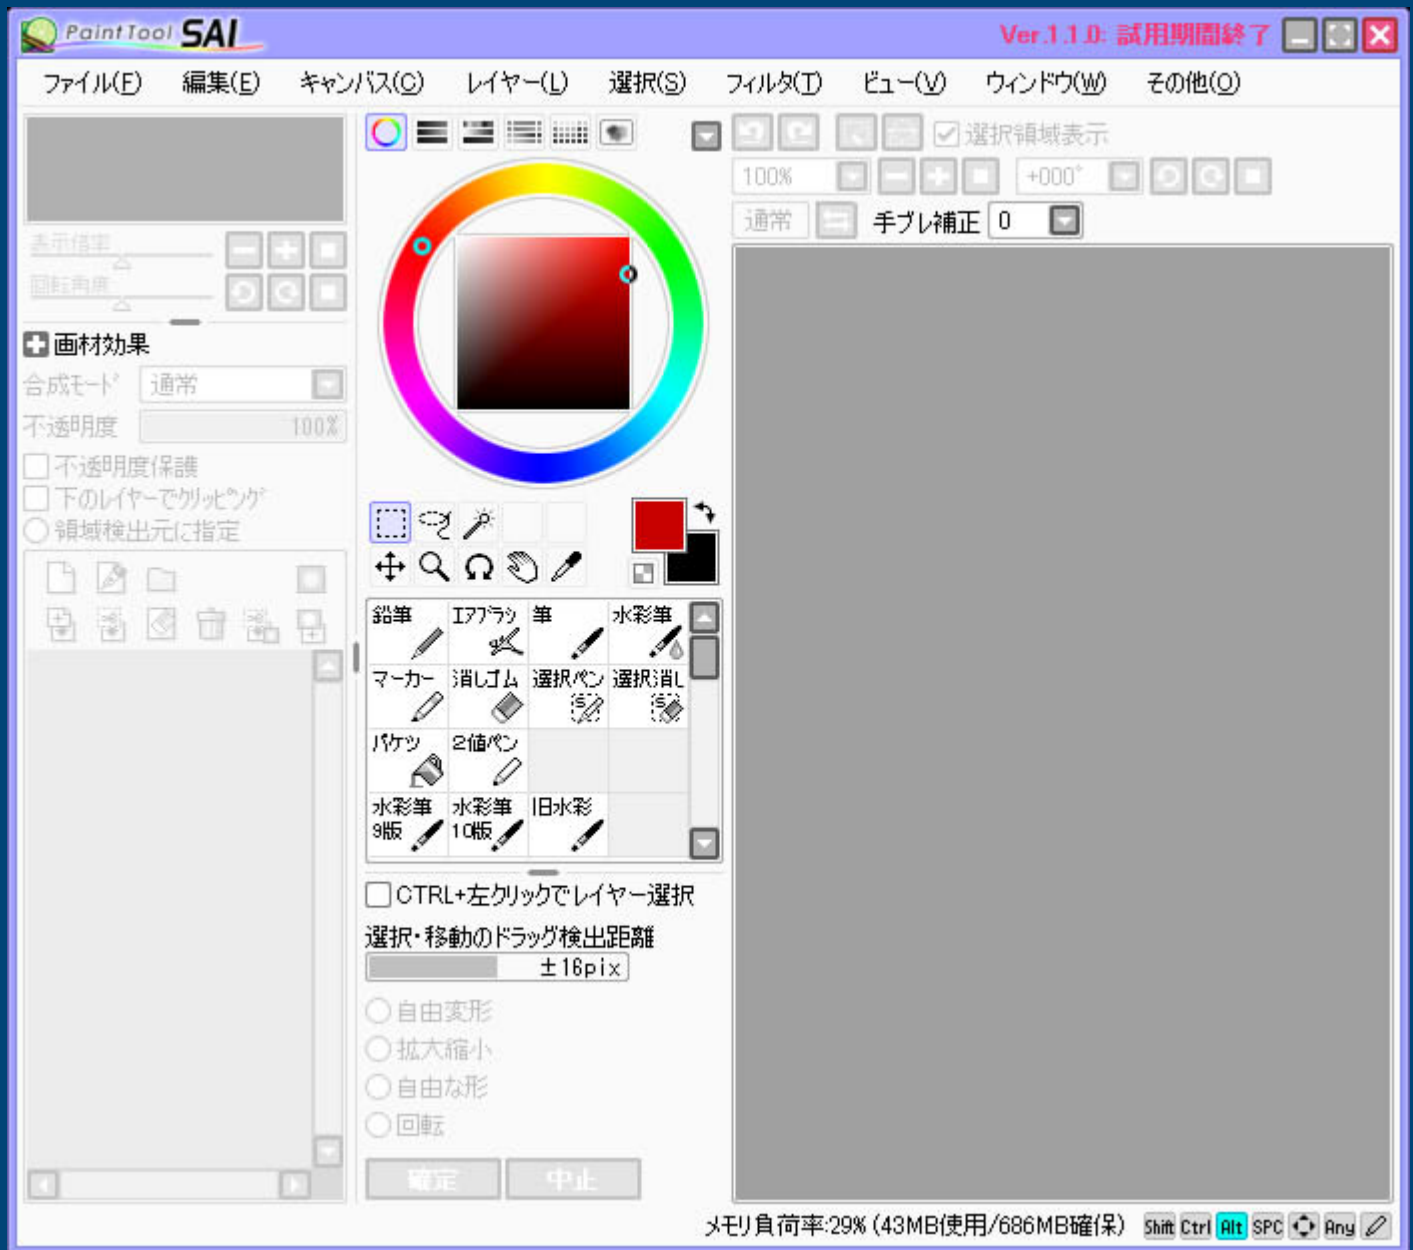 PaintTool SAI
Ver.1.1.0: 試用期間終了
ファイル(F) 編集(E) キャンバス(C) レイヤー(L) 選択(S) フィルタ(T) ビュー(V) ウィンドウ(W) その他(O)
表示倍率
回転角度
画材効果
合成モード 通常
不透明度 100%
不透明度保護
下のレイヤーでクリッピング
領域検出元に指定
鉛筆 エアブラシ 筆 水彩筆
マーカー 消しゴム 選択ペン 選択消し
バケツ 2値ペン
水彩筆 水彩筆 旧水彩
9版 10版
CTRL+左クリックでレイヤー選択
選択・移動のドラッグ検出距離
±16pix
自由変形
拡大縮小
自由な形
回転
確定 中止
選択領域表示
100% +000°
通常 手ブレ補正 0
メモリ負荷率:29% (43MB使用/686MB確保) Shift Ctrl Alt SPC Any